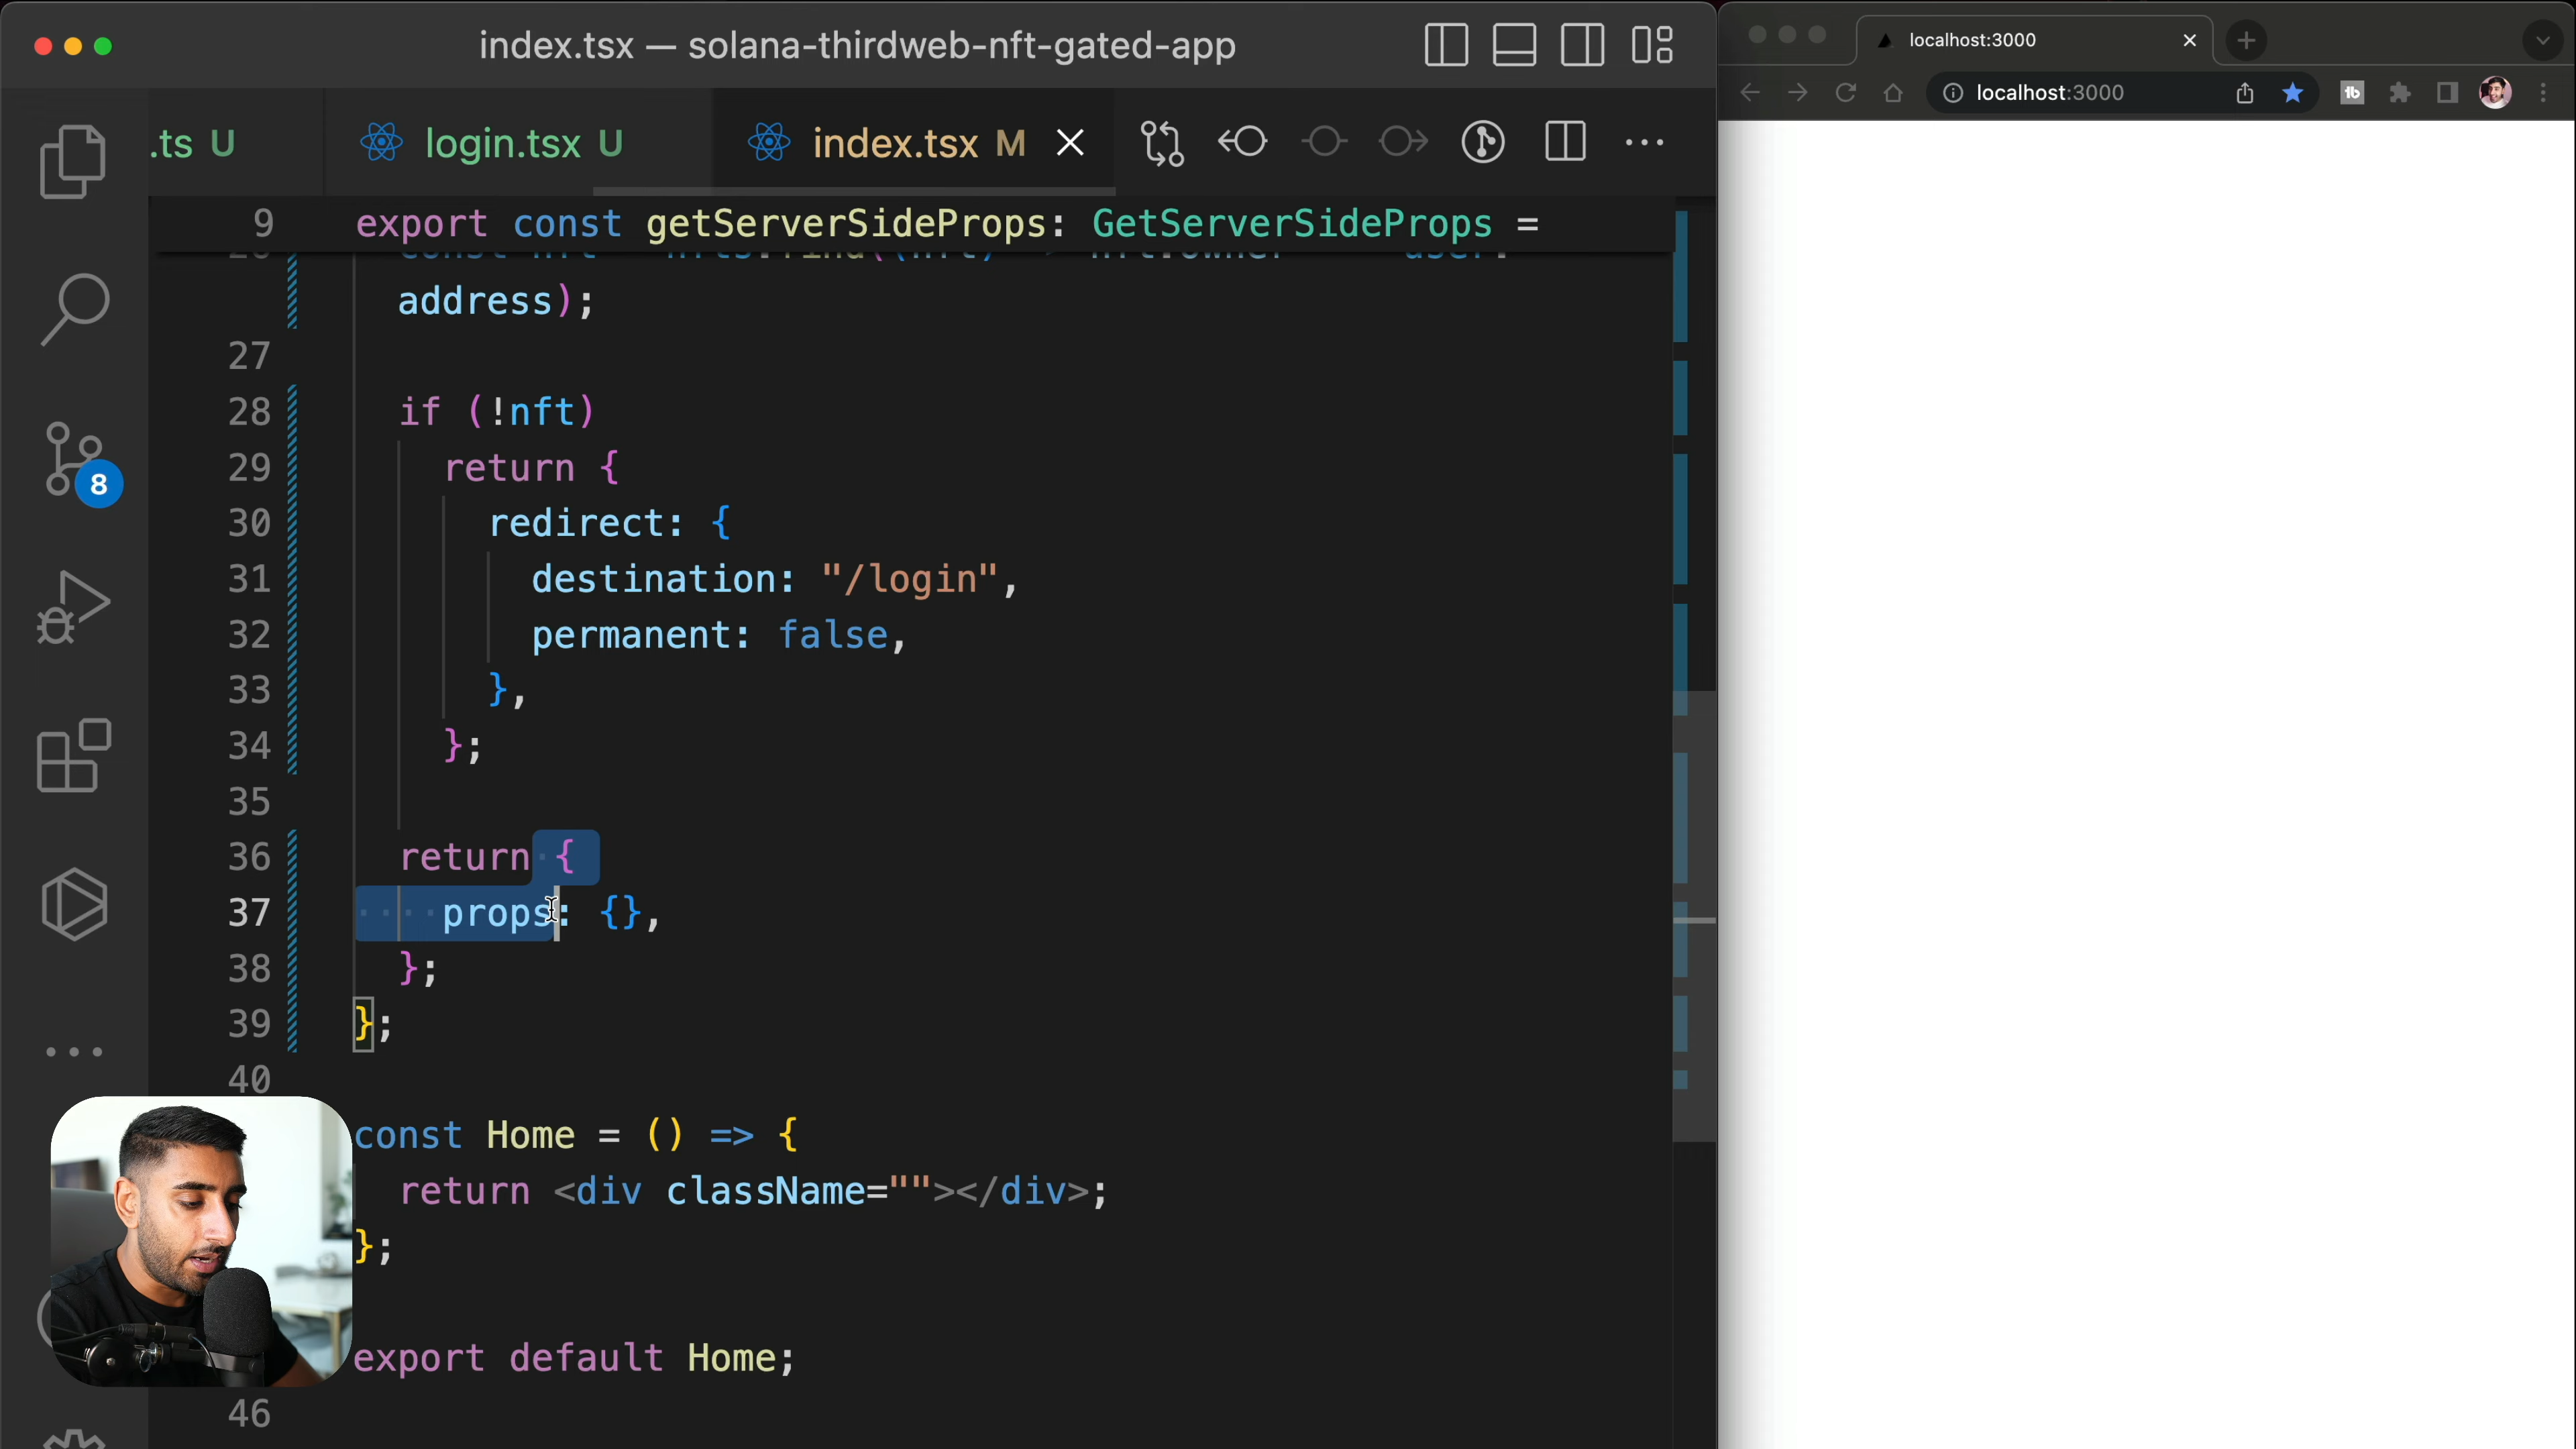 index.tsx — solana-thirdweb-nft-gated-app
localhost:3000
localhost:3000
.ts U
login.tsx U
index.tsx M
9 export const getServerSideProps: GetServerSideProps =
address);
27
28 if (!nft)
29 return {
30 redirect: {
31 destination: "/login",
32 permanent: false,
33 },
34 };
35
36 return {
37 props: {},
38 };
39 };
40
const Home = () => {
return <div className=""></div>;
};
export default Home;
46
8